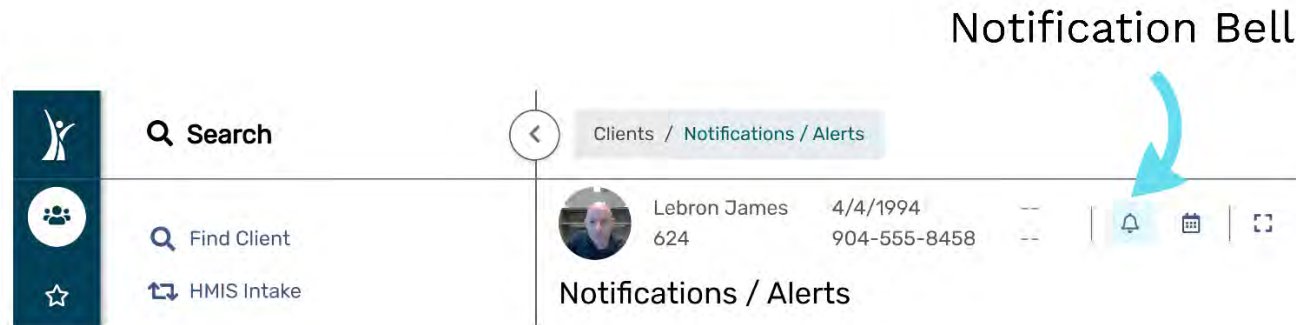 Notification Bell
Search
Clients / Notifications / Alerts
Lebron James 4/4/1994 --
624 904-555-8458 --
Find Client
HMIS Intake
Notifications / Alerts